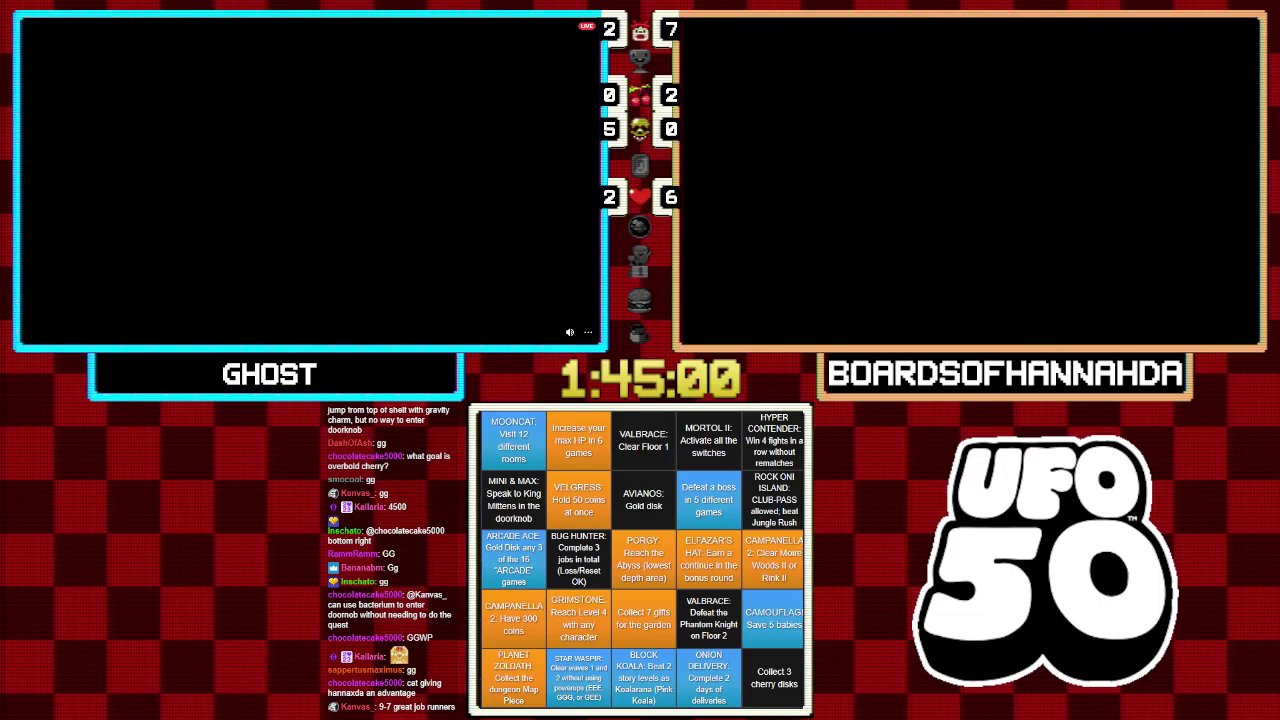 LIVE
2 7
0 2
5 0
2 6
GHOST
1:45:00
BOARDSOFHANNAHDA
jump from top of shelf with gravity
charm, but no way to enter
doorknob
DashOfAsh: gg
chocolatecake5000: what goal is
overbold cherry?
smocool: gg
Kanvas_: gg
Kallaria: 4500
Inschato: @chocolatecake5000
bottom right
RammRamm: GG
Bananabm: Gg
Inschato: gg
chocolatecake5000: @Kanvas_
can use bacterium to enter
doornob without needing to do the
quest
chocolatecake5000: GGWP
Kallaria:
sappertusmaximus: gg
chocolatecake5000: cat giving
hannaxda an advantage
Kanvas_: 9-7 great job runners
MOONCAT:
Visit 12
different
rooms
Increase your
max HP in 6
games
VALBRACE:
Clear Floor 1
MORTOL II:
Activate all the
switches
HYPER
CONTENDER:
Win 4 fights in a
row without
rematches
MINI & MAX:
Speak to King
Mittens in the
doorknob
VELGRESS:
Hold 50 coins
at once
AVIANOS:
Gold disk
Defeat a boss
in 5 different
games
ROCK ON!
ISLAND:
CLUB-PASS
allowed; beat
Jungle Rush
ARCADE ACE:
Gold Disk any 3
of the 16
"ARCADE"
games
BUG HUNTER:
Complete 3
jobs in total
(Loss/Reset
OK)
PORGY:
Reach the
Abyss (lowest
depth area)
ELFAZAR'S
HAT: Earn a
continue in the
bonus round
CAMPANELLA
2: Clear Moire
Woods II or
Rink II
CAMPANELLA
2: Have 300
coins
GRIMSTONE:
Reach Level 4
with any
character
Collect 7 gifts
for the garden
VALBRACE:
Defeat the
Phantom Knight
on Floor 2
CAMOUFLAG
Save 5 babies
PLANET
ZOLDATH:
Collect the
dungeon Map
Piece
STAR WASPIR:
Clear waves 1 and
2 without using
powerups (EEE,
GGG, or GEE)
BLOCK
KOALA: Beat 2
story levels as
Koalarana (Pink
Koala)
ONION
DELIVERY:
Complete 2
days of
deliveries
Collect 3
cherry disks
UFO
50
TM